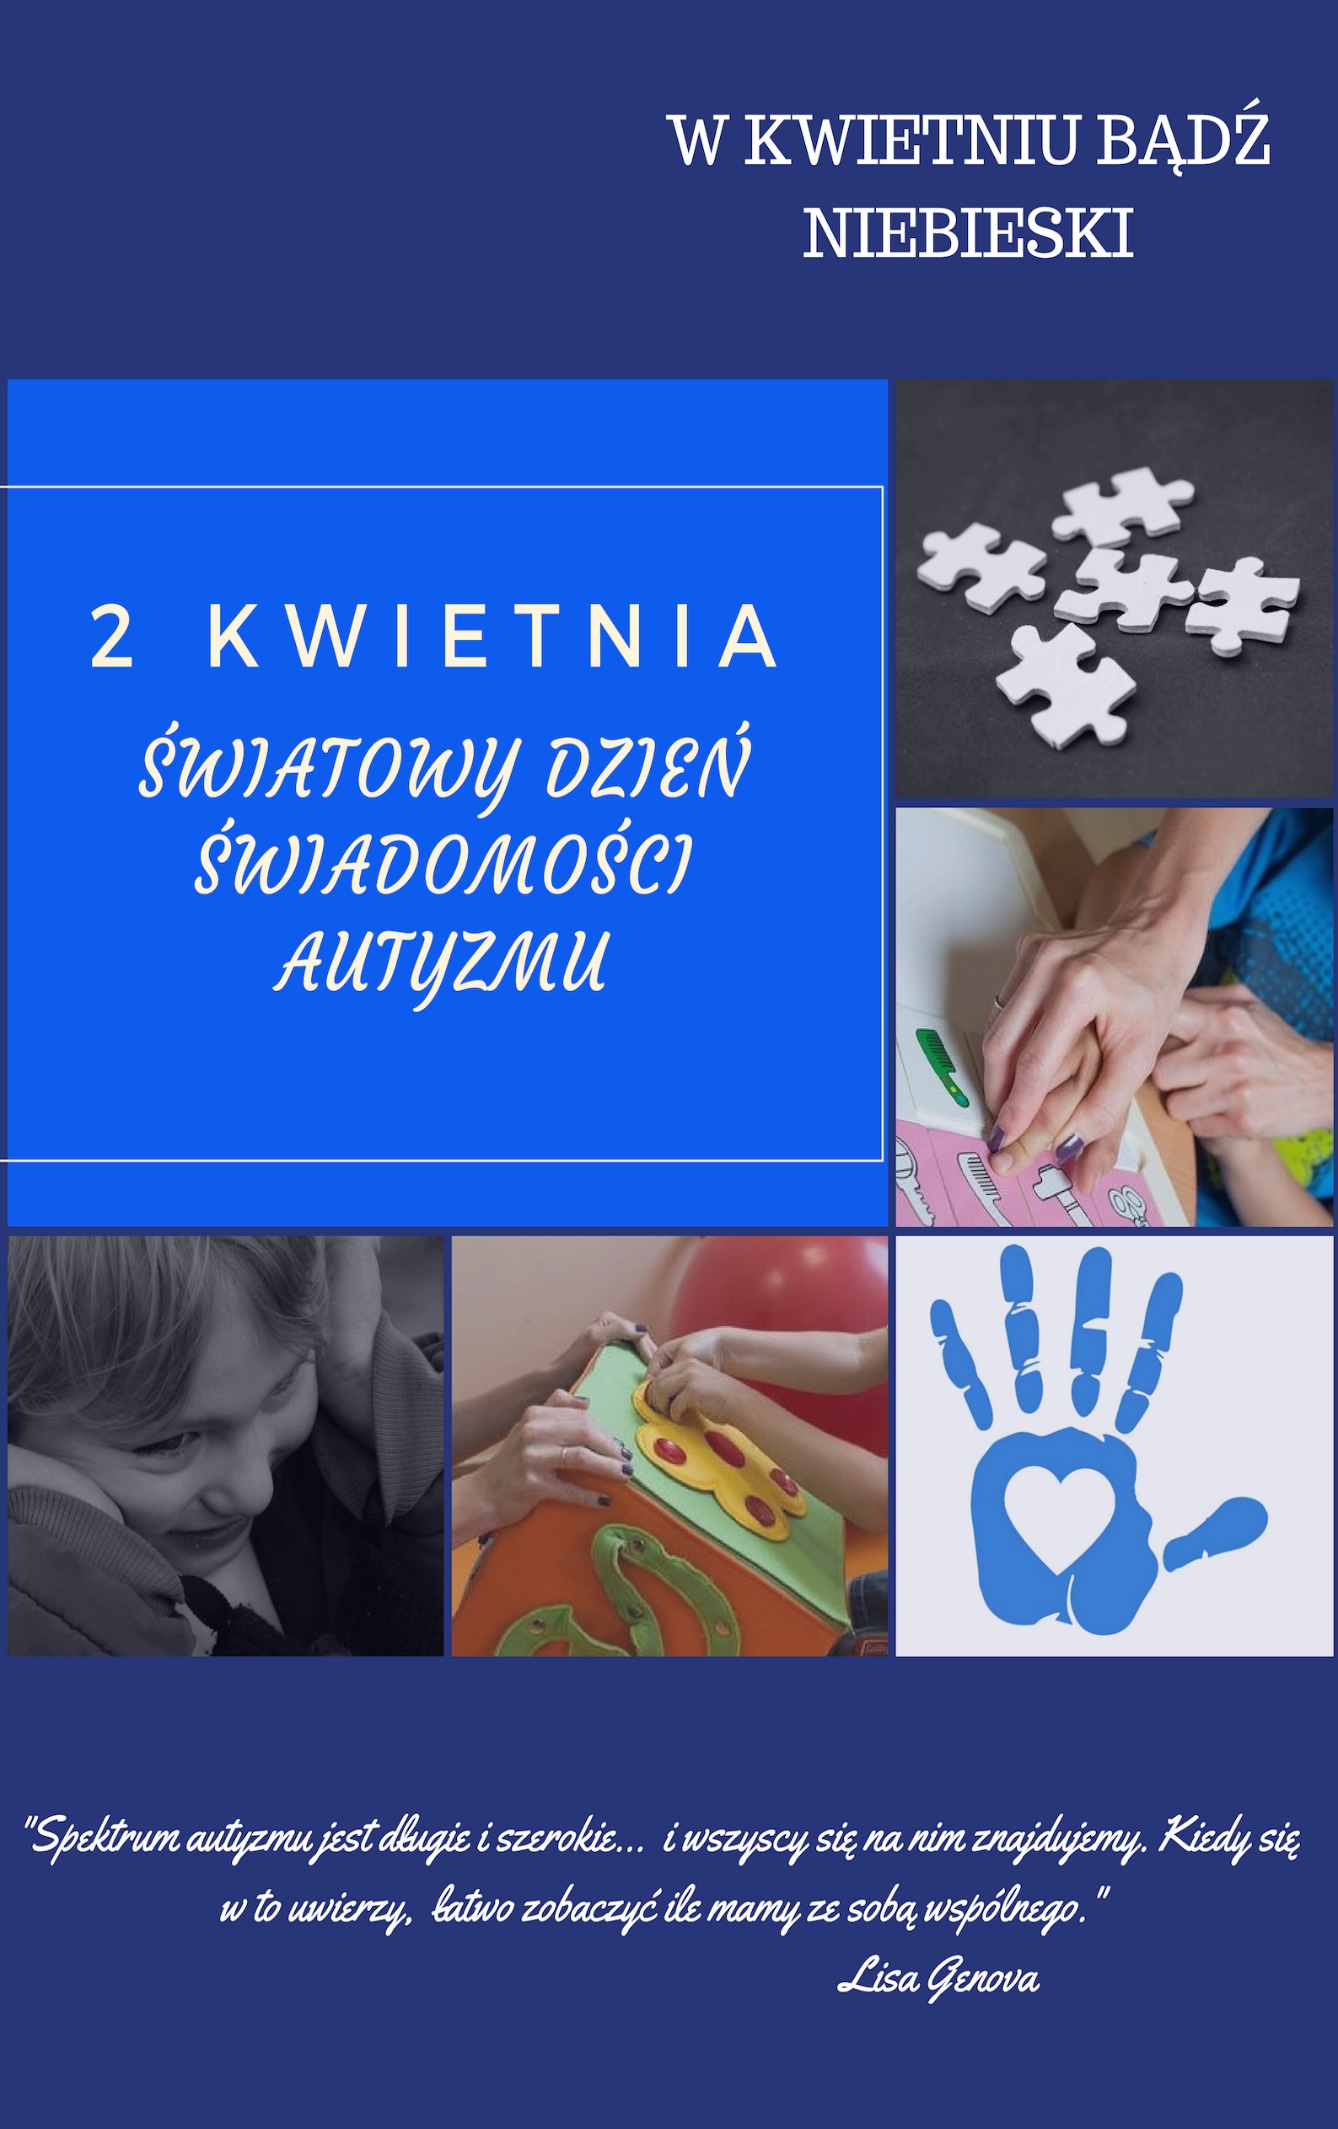 W KWIETNIU BĄDŹ
NIEBIESKI
2 KWIETNIA
ŚWIATOWY DZIEŃ
ŚWIADOMOŚCI
AUTYZMU
"Spektrum autyzmu jest długie i szerokie... i wszyscy się na nim znajdujemy. Kiedy się
w to uwierzy, łatwo zobaczyć ile mamy ze sobą wspólnego."
Lisa Genova